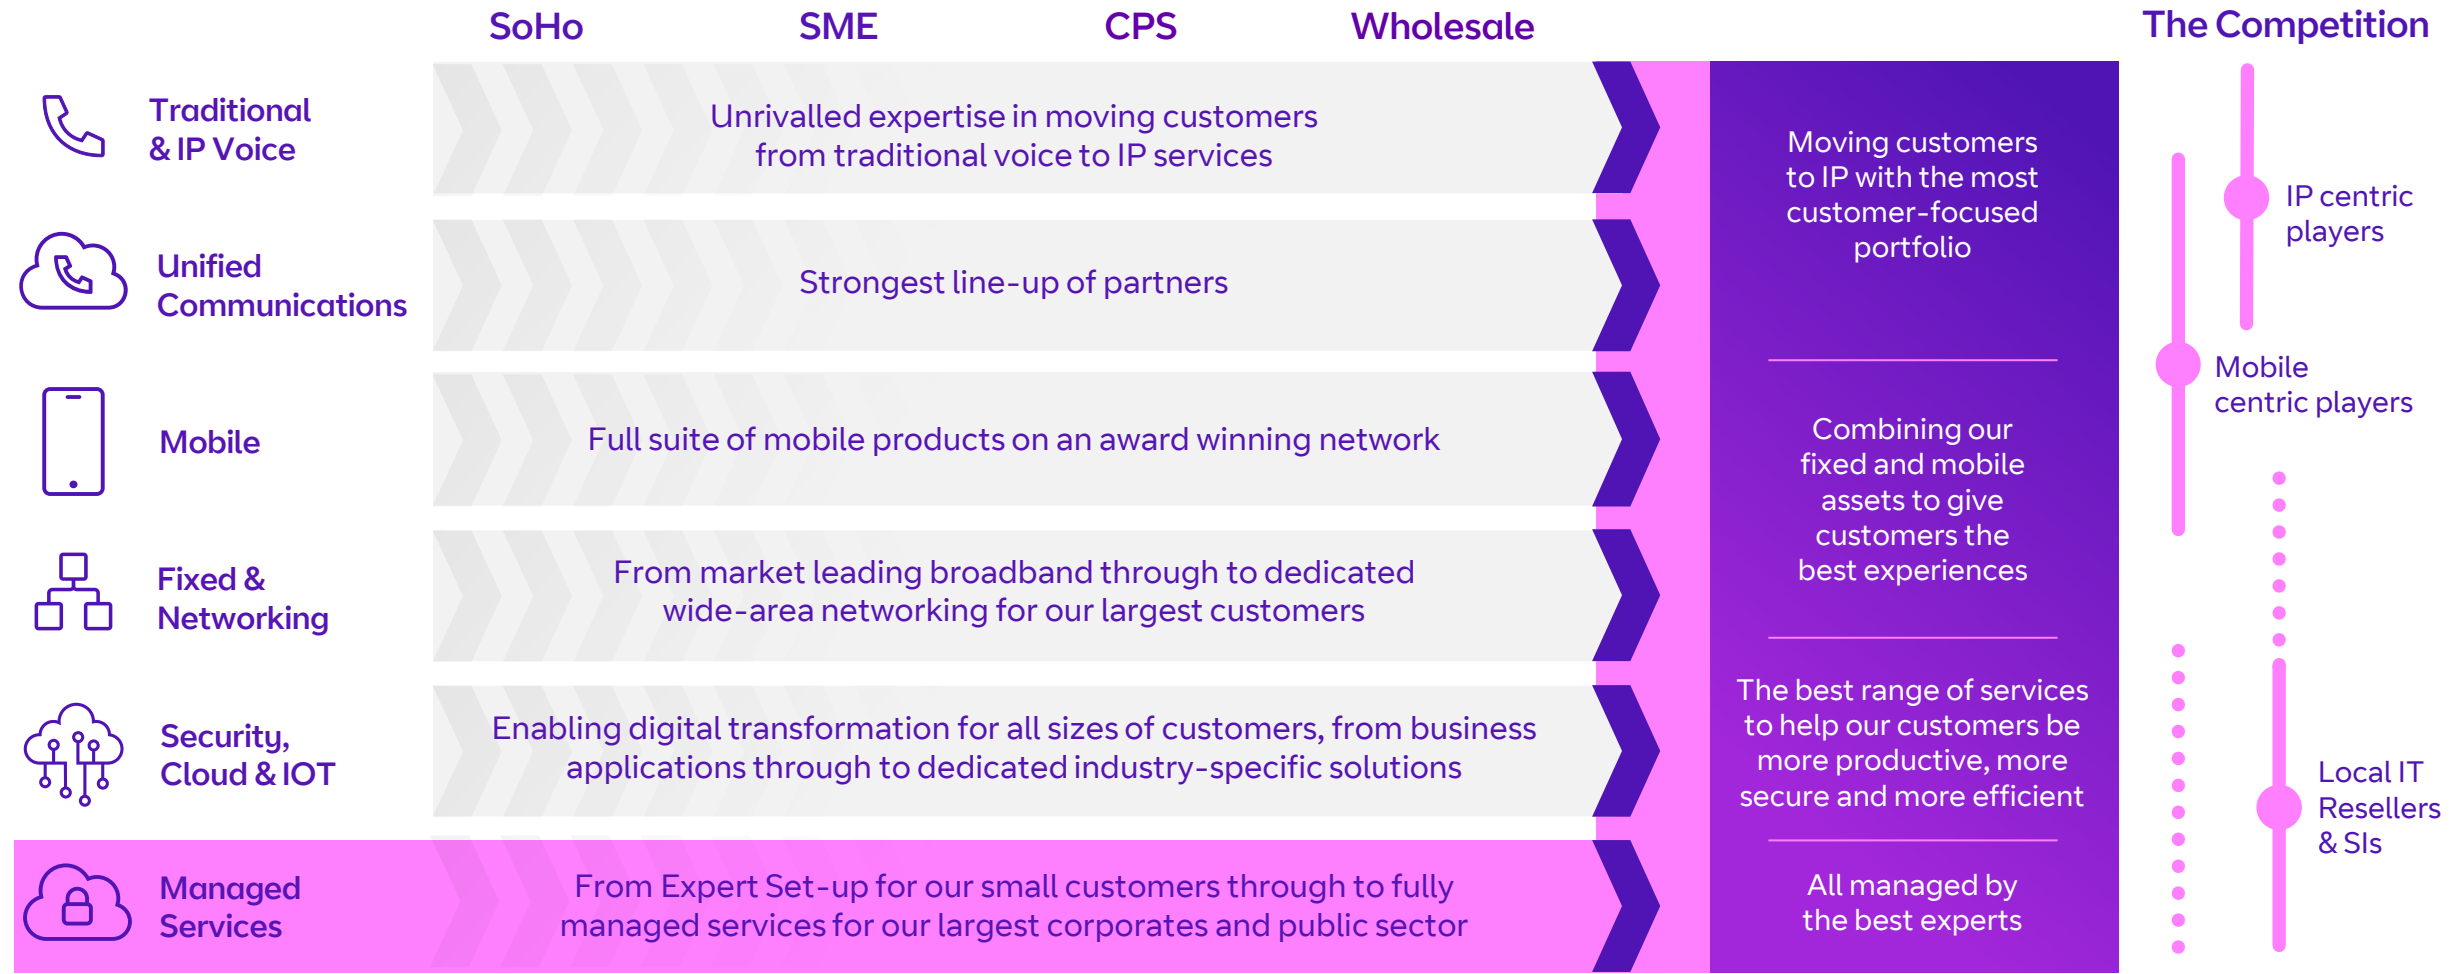 SoHo
SME
CPS
Wholesale
The Competition
Traditional
& IP Voice
Unrivalled expertise in moving customers
from traditional voice to IP services
Unified
Communications
Strongest line-up of partners
Mobile
Full suite of mobile products on an award winning network
Fixed &
Networking
From market leading broadband through to dedicated
wide-area networking for our largest customers
Security,
Cloud & IOT
Enabling digital transformation for all sizes of customers, from business
applications through to dedicated industry-specific solutions
Managed
Services
From Expert Set-up for our small customers through to fully
managed services for our largest corporates and public sector
Moving customers
to IP with the most
customer-focused
portfolio
Combining our
fixed and mobile
assets to give
customers the
best experiences
The best range of services
to help our customers be
more productive, more
secure and more efficient
All managed by
the best experts
IP centric
players
Mobile
centric players
Local IT
Resellers
& SIs